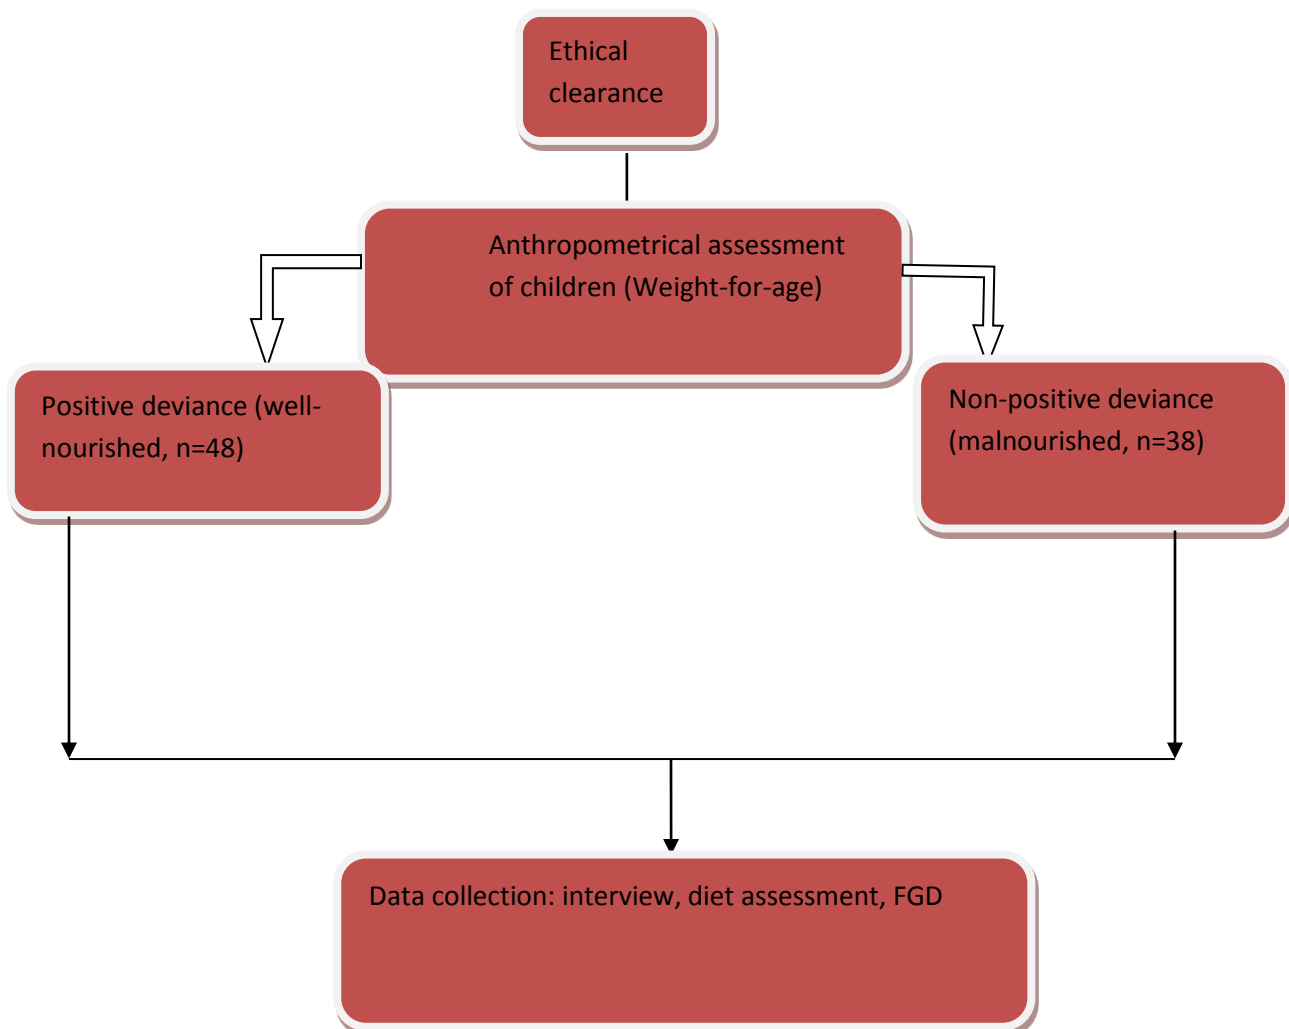 Ethical
clearance
Anthropometrical assessment
of children (Weight-for-age)
Positive deviance (well-
nourished, n=48)
Non-positive deviance
(malnourished, n=38)
Data collection: interview, diet assessment, FGD